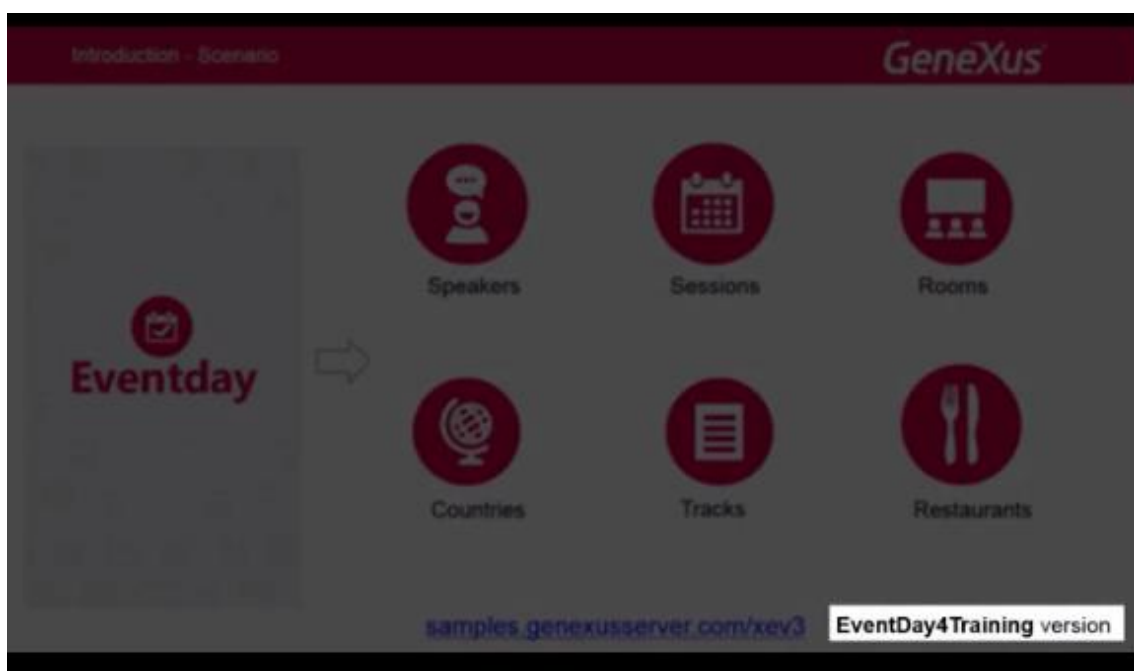 Introduction - Scenario
GeneXus
Speakers
Sessions
Rooms
Eventday
Countries
Tracks
Restaurants
samples.genexusserver.com/xev3 EventDay4Training version